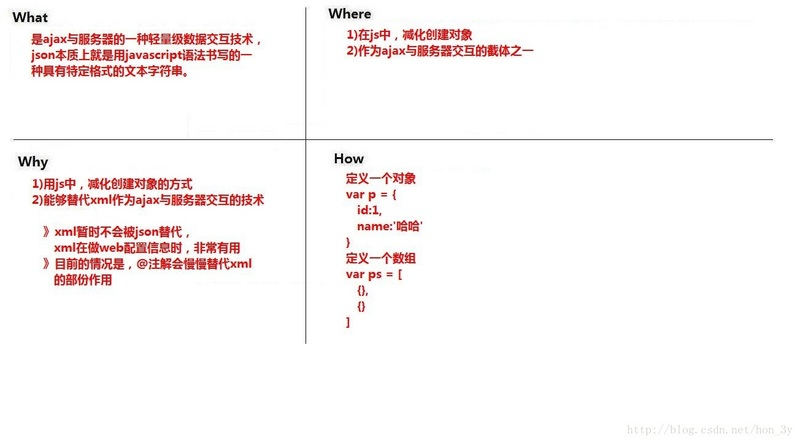 What
是ajax与服务器的一种轻量级数据交互技术，
json本质上就是用javascript语法书写的一
种具有特定格式的文本字符串。
Where
1)在js中，减化创建对象
2)作为ajax与服务器交互的截体之一
Why
1)用js中，减化创建对象的方式
2)能够替代xml作为ajax与服务器交互的技术
》xml暂时不会被json替代，
xml在做web配置信息时，非常有用
》目前的情况是，@注解会慢慢替代xml
的部份作用
How
定义一个对象
var p = {
id:1,
name:'哈哈'
}
定义一个数组
var ps = [
{},
{}
]
http://blog.csdn.net/hon_3y